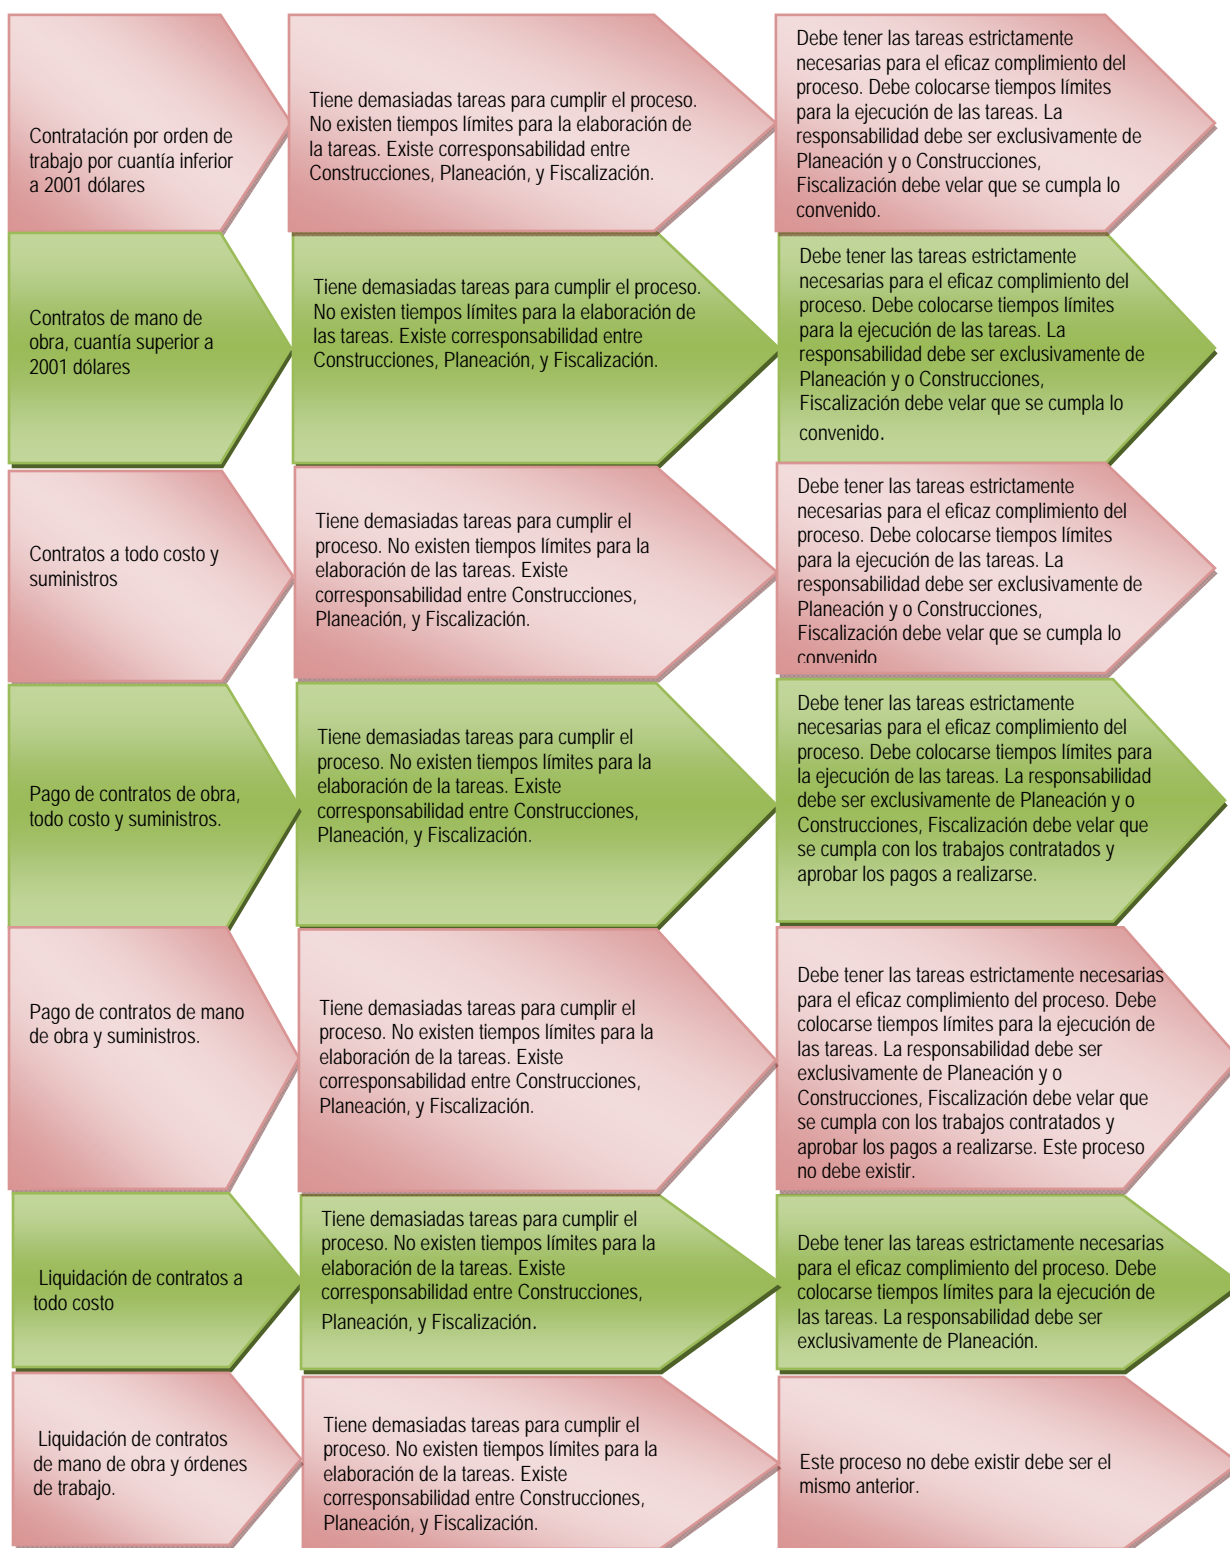 Contratación por orden de
trabajo por cuantía inferior
a 2001 dólares
Tiene demasiadas tareas para cumplir el proceso.
No existen tiempos límites para la elaboración de
la tareas. Existe corresponsabilidad entre
Construcciones, Planeación, y Fiscalización.
Debe tener las tareas estrictamente
necesarias para el eficaz complimiento del
proceso. Debe colocarse tiempos límites
para la ejecución de las tareas. La
responsabilidad debe ser exclusivamente de
Planeación y o Construcciones,
Fiscalización debe velar que se cumpla lo
convenido.
Contratos de mano de
obra, cuantía superior a
2001 dólares
Tiene demasiadas tareas para cumplir el proceso.
No existen tiempos límites para la elaboración de
las tareas. Existe corresponsabilidad entre
Construcciones, Planeación, y Fiscalización.
Debe tener las tareas estrictamente
necesarias para el eficaz complimiento del
proceso. Debe colocarse tiempos límites
para la ejecución de las tareas. La
responsabilidad debe ser exclusivamente de
Planeación y o Construcciones,
Fiscalización debe velar que se cumpla lo
convenido.
Contratos a todo costo y
suministros
Tiene demasiadas tareas para cumplir el
proceso. No existen tiempos límites para la
elaboración de las tareas. Existe
corresponsabilidad entre Construcciones,
Planeación, y Fiscalización.
Debe tener las tareas estrictamente
necesarias para el eficaz complimiento del
proceso. Debe colocarse tiempos límites
para la ejecución de las tareas. La
responsabilidad debe ser exclusivamente de
Planeación y o Construcciones,
Fiscalización debe velar que se cumpla lo
convenido
Pago de contratos de obra,
todo costo y suministros.
Tiene demasiadas tareas para cumplir el
proceso. No existen tiempos límites para la
elaboración de la tareas. Existe
corresponsabilidad entre Construcciones,
Planeación, y Fiscalización.
Debe tener las tareas estrictamente
necesarias para el eficaz complimiento del
proceso. Debe colocarse tiempos límites para
la ejecución de las tareas. La responsabilidad
debe ser exclusivamente de Planeación y o
Construcciones, Fiscalización debe velar que
se cumpla con los trabajos contratados y
aprobar los pagos a realizarse.
Pago de contratos de mano
de obra y suministros.
Tiene demasiadas tareas para cumplir el
proceso. No existen tiempos límites para la
elaboración de la tareas. Existe
corresponsabilidad entre Construcciones,
Planeación, y Fiscalización.
Debe tener las tareas estrictamente necesarias
para el eficaz complimiento del proceso. Debe
colocarse tiempos límites para la ejecución de
las tareas. La responsabilidad debe ser
exclusivamente de Planeación y o
Construcciones, Fiscalización debe velar que
se cumpla con los trabajos contratados y
aprobar los pagos a realizarse. Este proceso
no debe existir.
Liquidación de contratos a
todo costo
Tiene demasiadas tareas para cumplir el
proceso. No existen tiempos límites para la
elaboración de la tareas. Existe
corresponsabilidad entre Construcciones,
Planeación, y Fiscalización.
Debe tener las tareas estrictamente necesarias
para el eficaz complimiento del proceso. Debe
colocarse tiempos límites para la ejecución de
las tareas. La responsabilidad debe ser
exclusivamente de Planeación.
Liquidación de contratos
de mano de obra y órdenes
de trabajo.
Tiene demasiadas tareas para cumplir el
proceso. No existen tiempos límites para la
elaboración de la tareas. Existe
corresponsabilidad entre Construcciones,
Planeación, y Fiscalización.
Este proceso no debe existir debe ser el
mismo anterior.